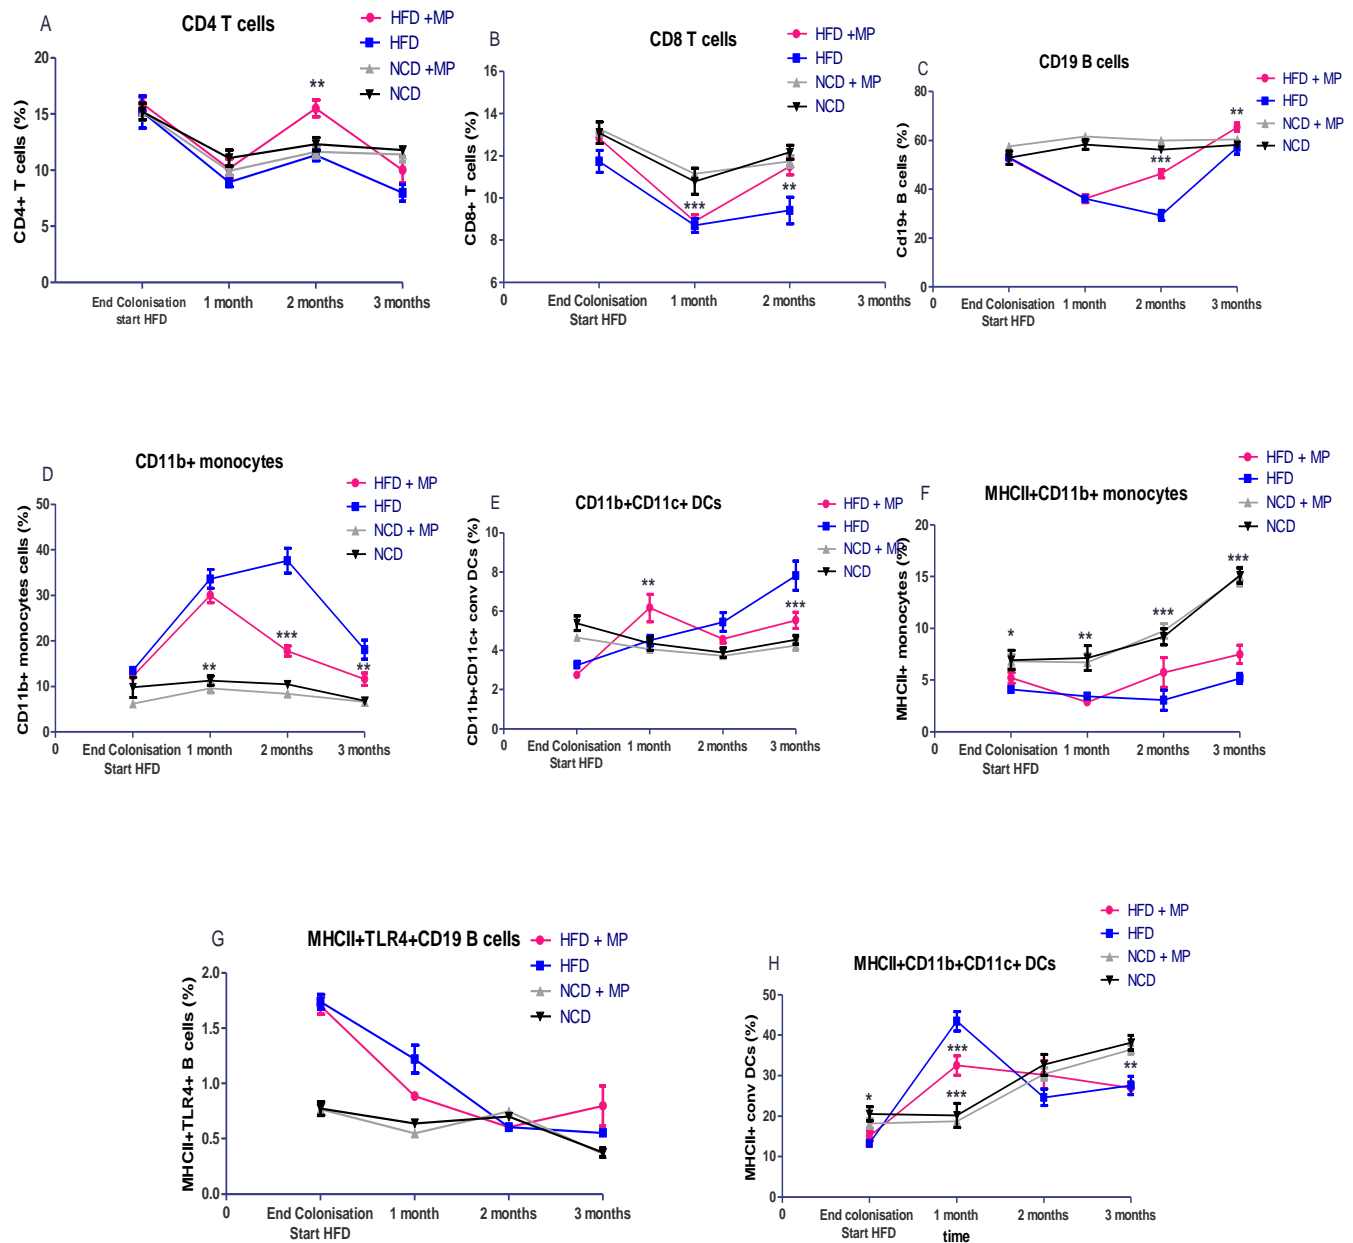 A
CD4 T cells
HFD +MP
HFD
NCD +MP
NCD
CD4+ T cells (%)
20
15
10
5
0
**
End Colonisation
start HFD
1 month
2 months
3 months
B
CD8 T cells
HFD +MP
HFD
NCD + MP
NCD
CD8+ T cells (%)
16
14
12
10
8
6
***
**
0
End Colonisation
Start HFD
1 month
2 months
3 months
C
CD19 B cells
HFD + MP
HFD
NCD + MP
NCD
Cd19+ B cells (%)
80
60
40
20
0
***
**
0
End Colonisation
Start HFD
1 month
2 months
3 months
D
CD11b+ monocytes
HFD + MP
HFD
NCD + MP
NCD
CD11b+ monocytes cells (%)
50
40
30
20
10
0
**
***
**
0
End Colonisation
Start HFD
1 month
2 months
3 months
E
CD11b+CD11c+ DCs
HFD + MP
HFD
NCD + MP
NCD
CD11b+CD11c+ conv DCs (%)
10
8
6
4
2
0
**
***
0
End Colonisation
Start HFD
1 month
2 months
3 months
F
MHCII+CD11b+ monocytes
HFD + MP
HFD
NCD + MP
NCD
MHCII+ monocytes (%)
20
15
10
5
0
*
**
***
***
0
End Colonisation
Start HFD
1 month
2 months
3 months
G
MHCII+TLR4+CD19 B cells
HFD + MP
HFD
NCD + MP
NCD
MHCII+TLR4+ B cells (%)
2.0
1.5
1.0
0.5
0.0
0
End Colonisation
Start HFD
1 month
2 months
3 months
H
MHCII+CD11b+CD11c+ DCs
HFD + MP
HFD
NCD + MP
NCD
MHCII+ conv DCs (%)
50
40
30
20
10
0
*
***
***
**
0
End colonisation
Start HFD
1 month
2 months
3 months
time